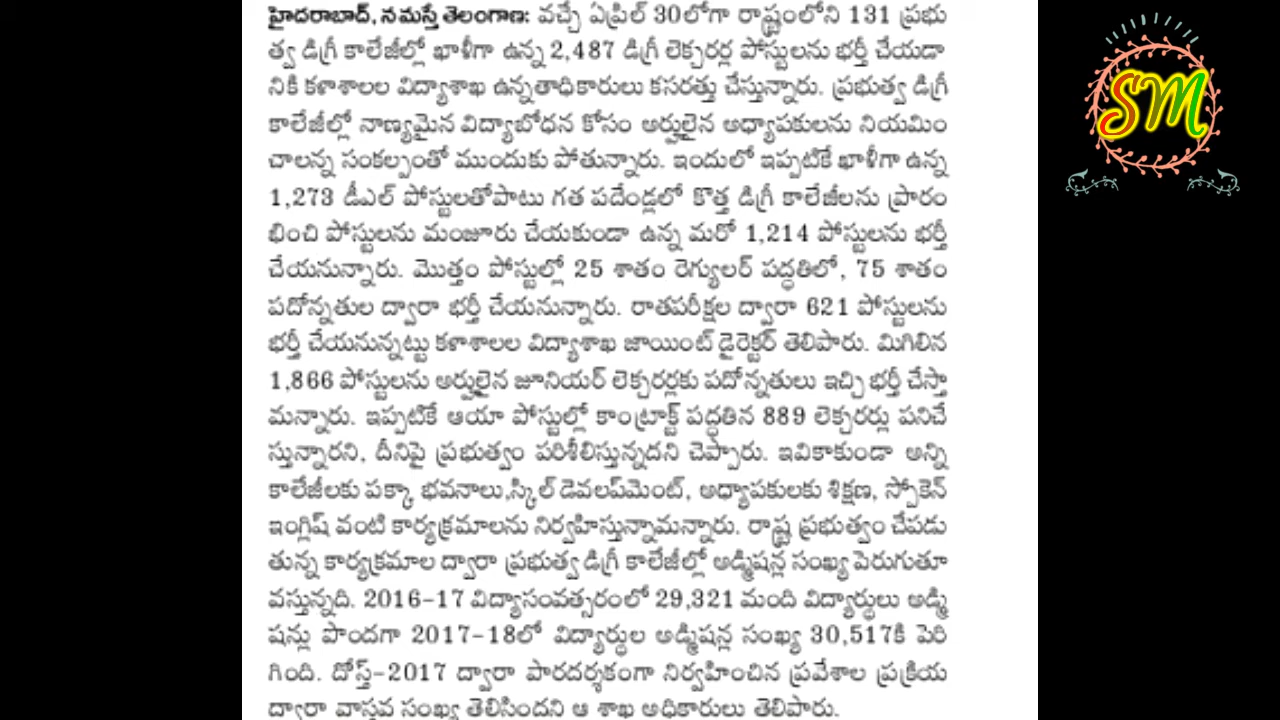 హైదరాబాద్, నమస్తే తెలంగాణ: వచ్చే ఏప్రిల్ 30లోగా రాష్ట్రంలోని 131 ప్రభు
త్వ డిగ్రీ కాలేజీల్లో ఖాళీగా ఉన్న 2,487 డిగ్రీ లెక్చరర్ల పోస్టులను భర్తీ చేయడా
నికి కళాశాలల విద్యాశాఖ ఉన్నతాధికారులు కసరత్తు చేస్తున్నారు. ప్రభుత్వ డిగ్రీ
కాలేజీల్లో నాణ్యమైన విద్యాబోధన కోసం అర్హులైన అధ్యాపకులను నియమిం
చాలన్న సంకల్పంతో ముందుకు పోతున్నారు. ఇందులో ఇప్పటికే ఖాళీగా ఉన్న
1,273 డీఎల్ పోస్టులతోపాటు గత పదేండ్లలో కొత్త డిగ్రీ కాలేజీలను ప్రారం
భించి పోస్టులను మంజూరు చేయకుండా ఉన్న మరో 1,214 పోస్టులను భర్తీ
చేయనున్నారు. మొత్తం పోస్టుల్లో 25 శాతం రెగ్యులర్ పద్ధతిలో, 75 శాతం
పదోన్నతుల ద్వారా భర్తీ చేయనున్నారు. రాతపరీక్షల ద్వారా 621 పోస్టులను
భర్తీ చేయనున్నట్టు కళాశాలల విద్యాశాఖ జాయింట్ డైరెక్టర్ తెలిపారు. మిగిలిన
1,866 పోస్టులను అర్హులైన జూనియర్ లెక్చరర్లకు పదోన్నతులు ఇచ్చి భర్తీ చేస్తా
మన్నారు. ఇప్పటికే ఆయా పోస్టుల్లో కాంట్రాక్ట్ పద్ధతిన 889 లెక్చరర్లు పనిచే
స్తున్నారని, దీనిపై ప్రభుత్వం పరిశీలిస్తున్నదని చెప్పారు. ఇవికాకుండా అన్ని
కాలేజీలకు పక్కా భవనాలు,స్కిల్ డెవలప్‌మెంట్, అధ్యాపకులకు శిక్షణ, స్పోకెన్
ఇంగ్లిష్ వంటి కార్యక్రమాలను నిర్వహిస్తున్నామన్నారు. రాష్ట్ర ప్రభుత్వం చేపడు
తున్న కార్యక్రమాల ద్వారా ప్రభుత్వ డిగ్రీ కాలేజీల్లో అడ్మిషన్ల సంఖ్య పెరుగుతూ
వస్తున్నది. 2016-17 విద్యాసంవత్సరంలో 29,321 మంది విద్యార్థులు అడ్మి
షన్లు పొందగా 2017-18లో విద్యార్థుల అడ్మిషన్ల సంఖ్య 30,517కి పెరి
గింది. దోస్త్-2017 ద్వారా పారదర్శకంగా నిర్వహించిన ప్రవేశాల ప్రక్రియ
ద్వారా వాస్తవ సంఖ్య తెలిసిందని ఆ శాఖ అధికారులు తెలిపారు.
SM